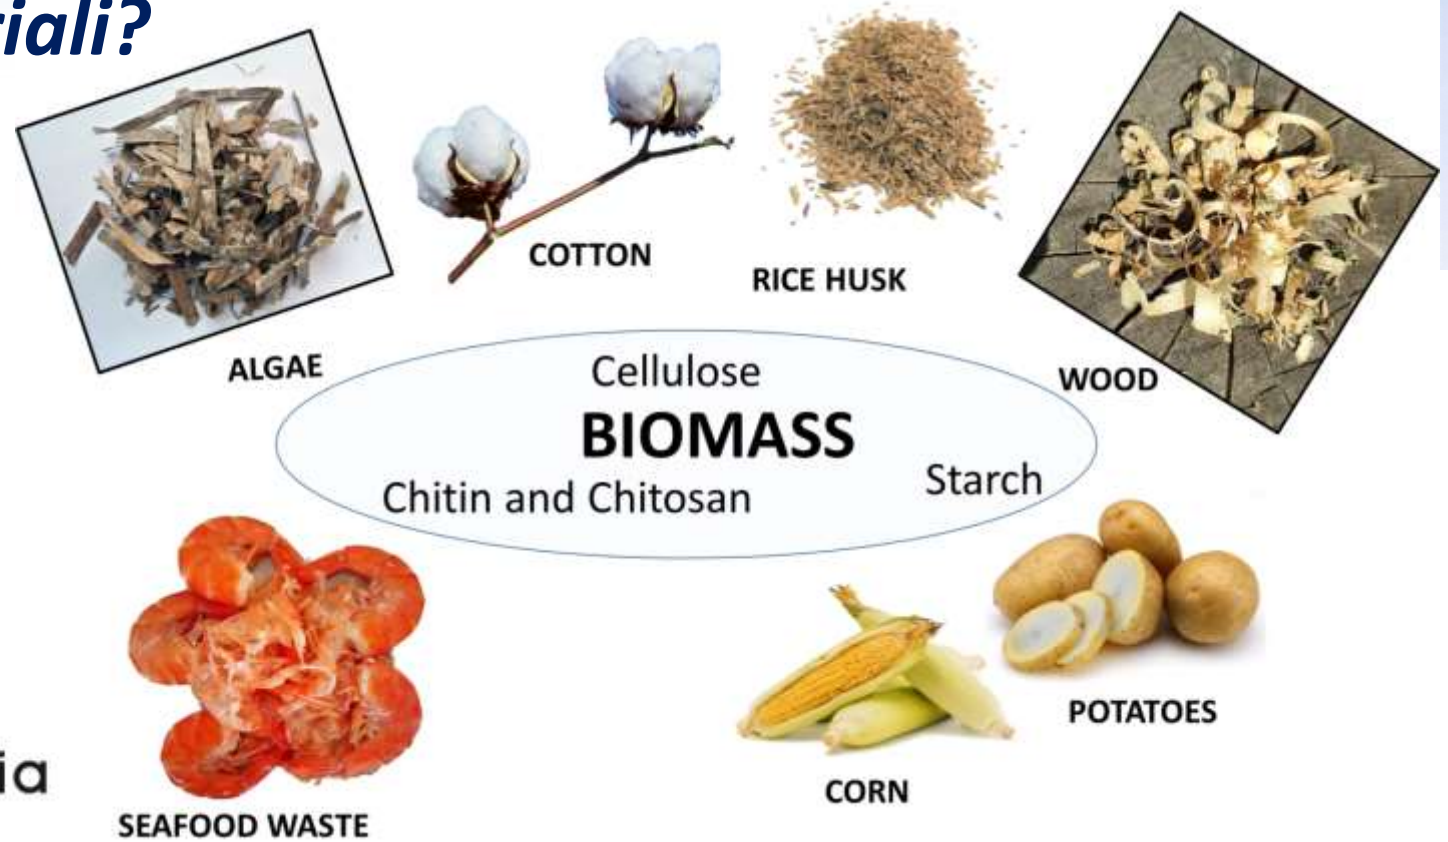 iali?
COTTON
RICE HUSK
ALGAE
WOOD
Cellulose
BIOMASS
Chitin and Chitosan
Starch
POTATOES
ia
CORN
SEAFOOD WASTE